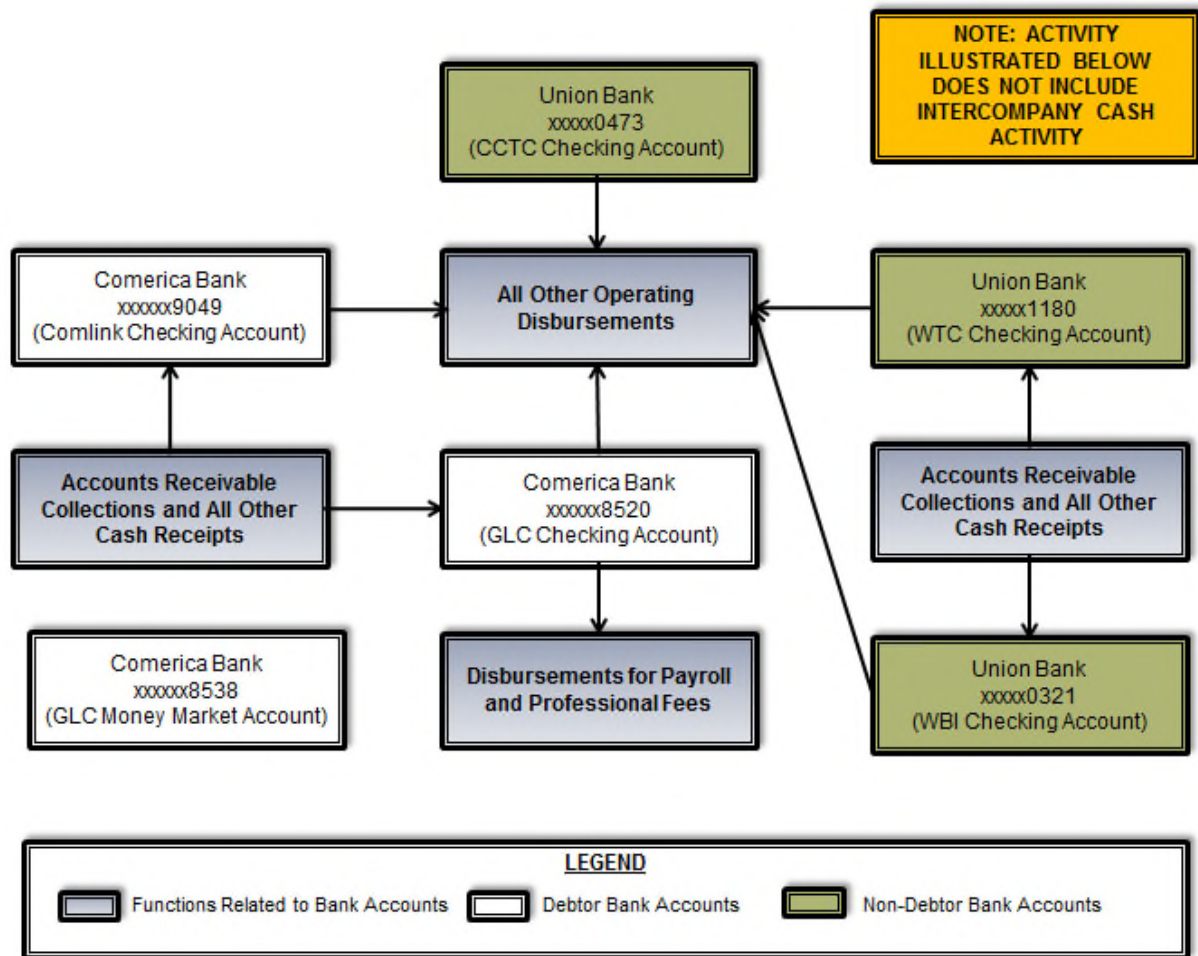 NOTE: ACTIVITY
ILLUSTRATED BELOW
DOES NOT INCLUDE
INTERCOMPANY CASH
ACTIVITY
Union Bank
xxxxx0473
(CCTC Checking Account)
Comerica Bank
xxxxxx9049
(Comlink Checking Account)
All Other Operating
Disbursements
Union Bank
xxxxx1180
(WTC Checking Account)
Accounts Receivable
Collections and All Other
Cash Receipts
Comerica Bank
xxxxxx8520
(GLC Checking Account)
Accounts Receivable
Collections and All Other
Cash Receipts
Comerica Bank
xxxxxx8538
(GLC Money Market Account)
Disbursements for Payroll
and Professional Fees
Union Bank
xxxxx0321
(WBI Checking Account)
LEGEND
Functions Related to Bank Accounts
Debtor Bank Accounts
Non-Debtor Bank Accounts